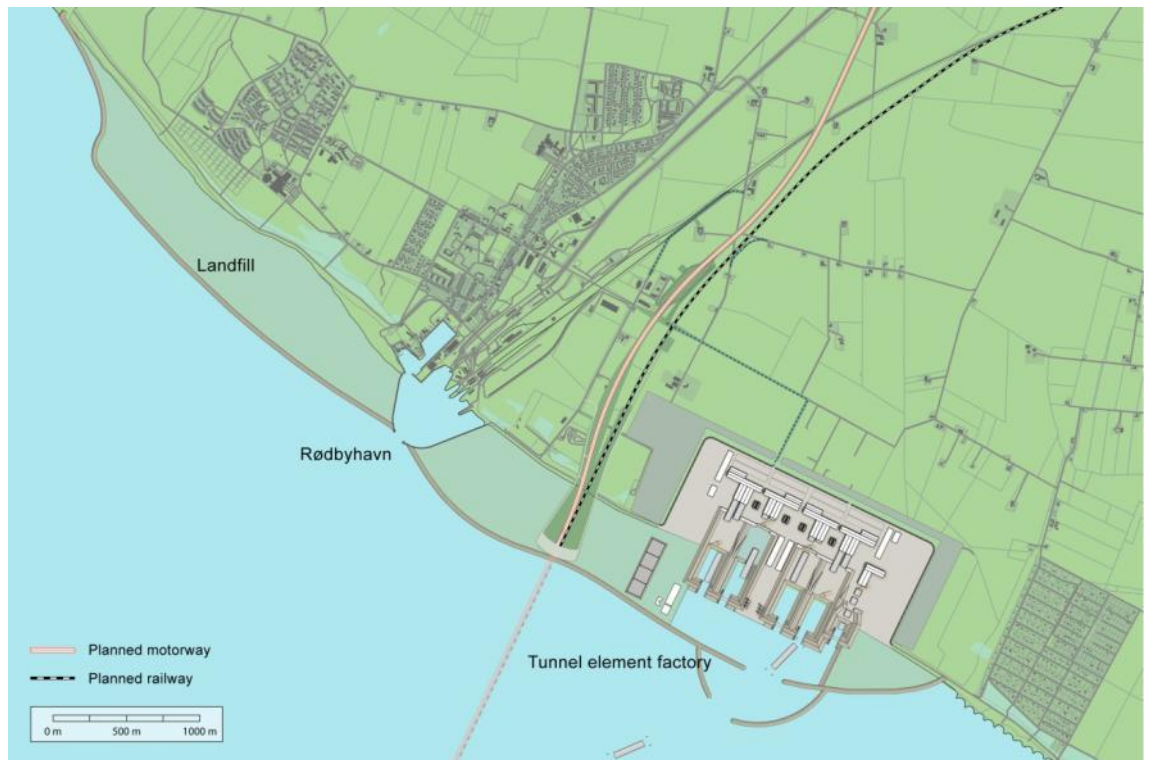 Landfill
Rødbyhavn
Tunnel element factory
Planned motorway
Planned railway
0 m 500 m 1000 m